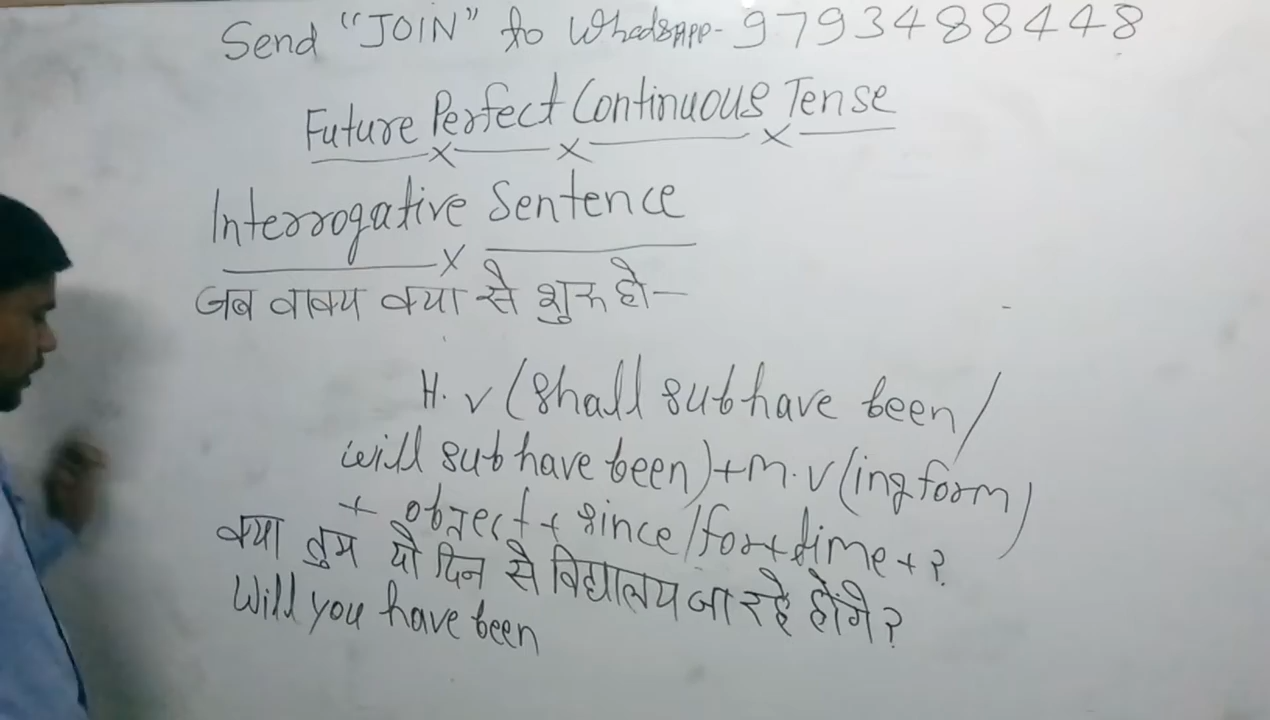 Send "JOIN" to WhatsApp- 9793488448
Future Perfect Continuous Tense
Interrogative Sentence
जब वाक्य क्या से शुरू हो-
H.v (shall sub have been/
will sub have been)+m.v(ing form)
+ object + since/for+time+?
क्या तुम दो दिन से विद्यालय जा रहे होंगे?
Will you have been